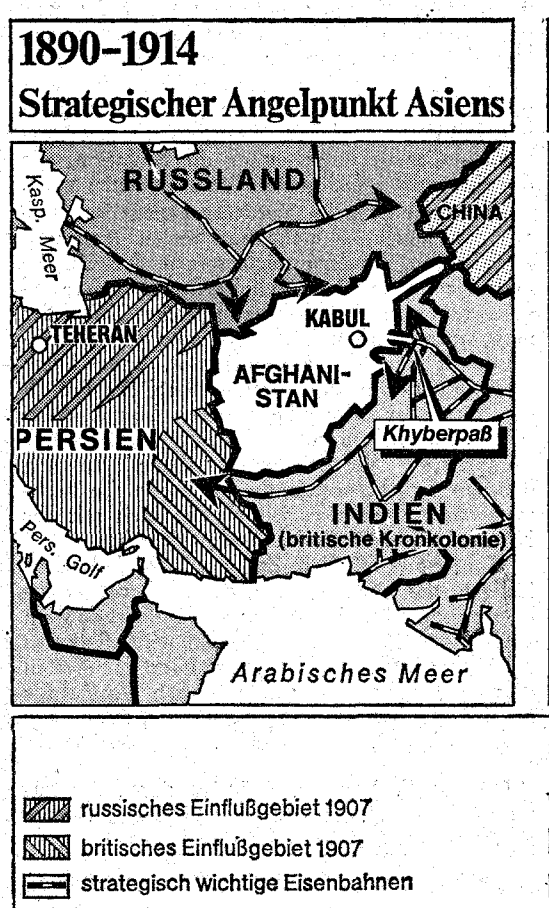 1890–1914
Strategischer Angelpunkt Asiens
RUSSLAND
CHINA
Kasp. Meer
TEHERAN
KABUL
AFGHANI-
STAN
Khyberpaß
PERSIEN
INDIEN
(britische Kronkolonie)
Pers. Golf
Arabisches Meer
russisches Einflußgebiet 1907
britisches Einflußgebiet 1907
strategisch wichtige Eisenbahnen